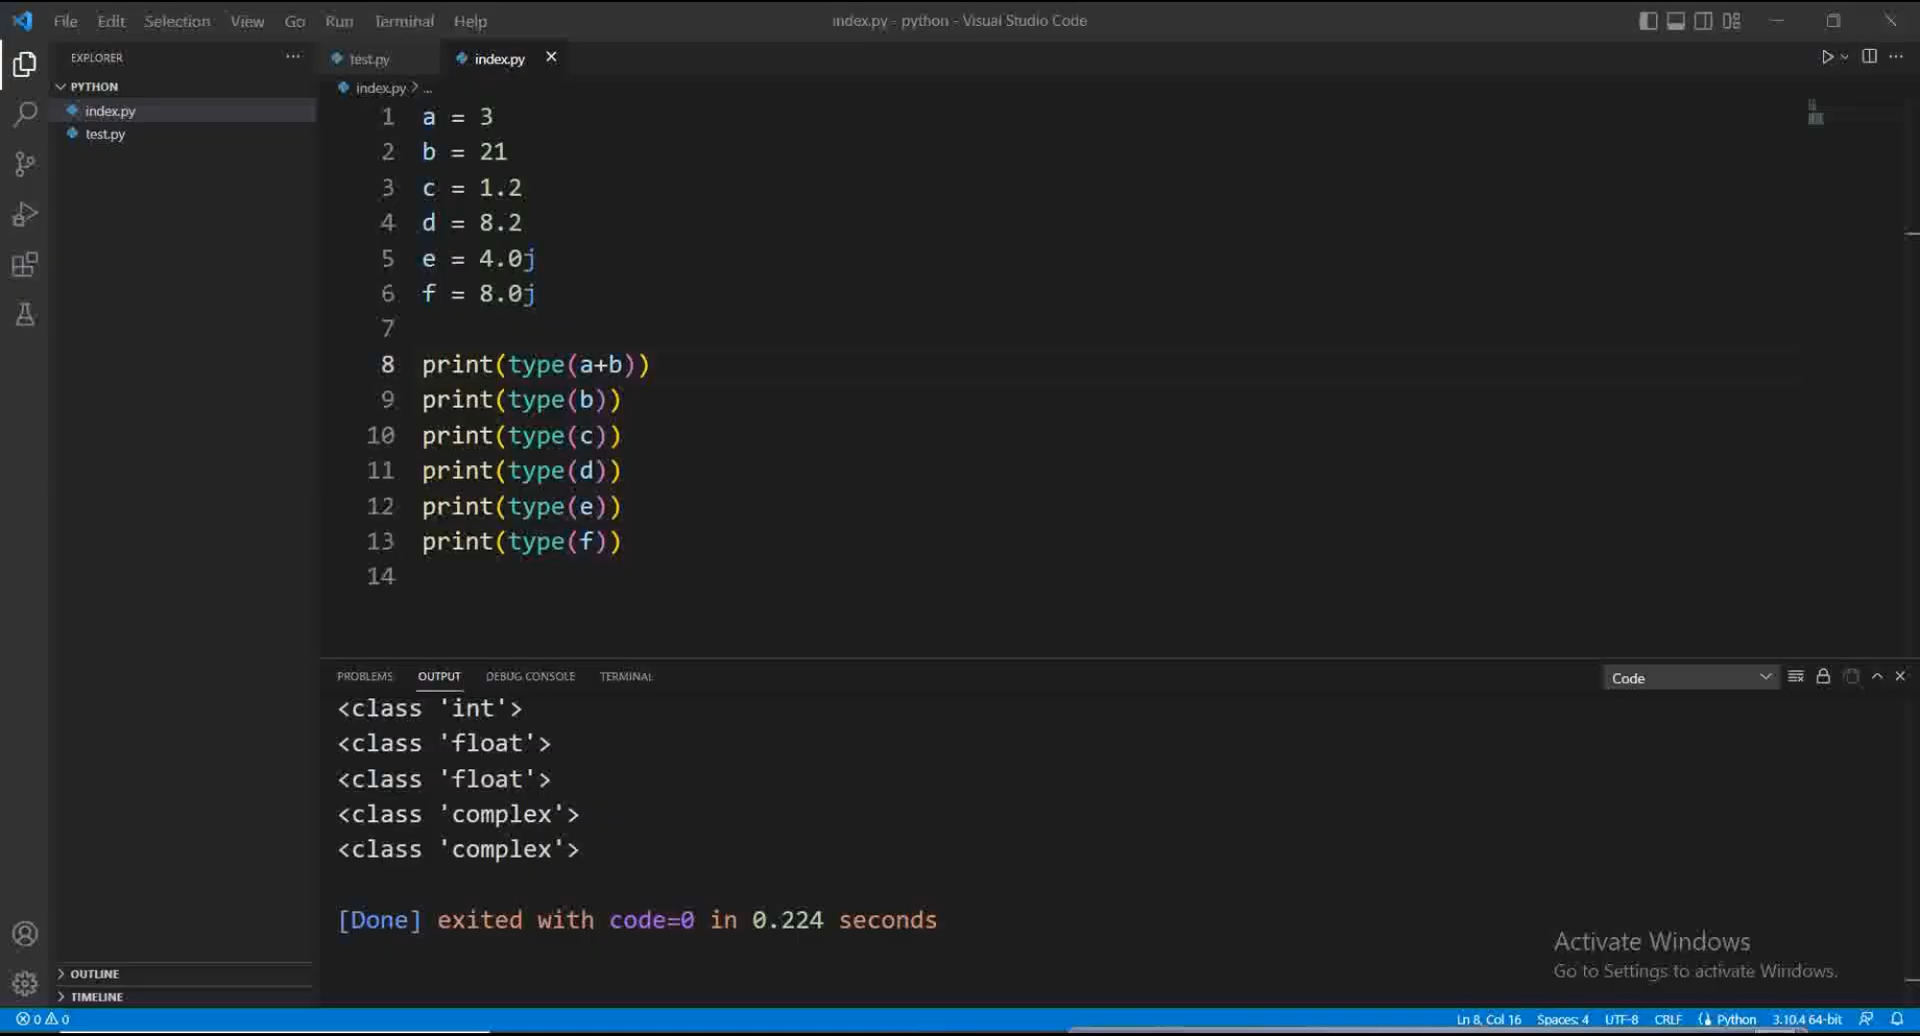 File Edit Selection View Go Run Terminal Help
index.py - python - Visual Studio Code
EXPLORER
PYTHON
index.py
test.py
OUTLINE
TIMELINE
test.py
index.py
index.py > ...
1 a = 3
2 b = 21
3 c = 1.2
4 d = 8.2
5 e = 4.0j
6 f = 8.0j
7
8 print(type(a+b))
9 print(type(b))
10 print(type(c))
11 print(type(d))
12 print(type(e))
13 print(type(f))
14
PROBLEMS OUTPUT DEBUG CONSOLE TERMINAL
Code
<class 'int'>
<class 'float'>
<class 'float'>
<class 'complex'>
<class 'complex'>
[Done] exited with code=0 in 0.224 seconds
Activate Windows
Go to Settings to activate Windows.
0 0
Ln 8, Col 16 Spaces: 4 UTF-8 CRLF Python 3.10.4 64-bit